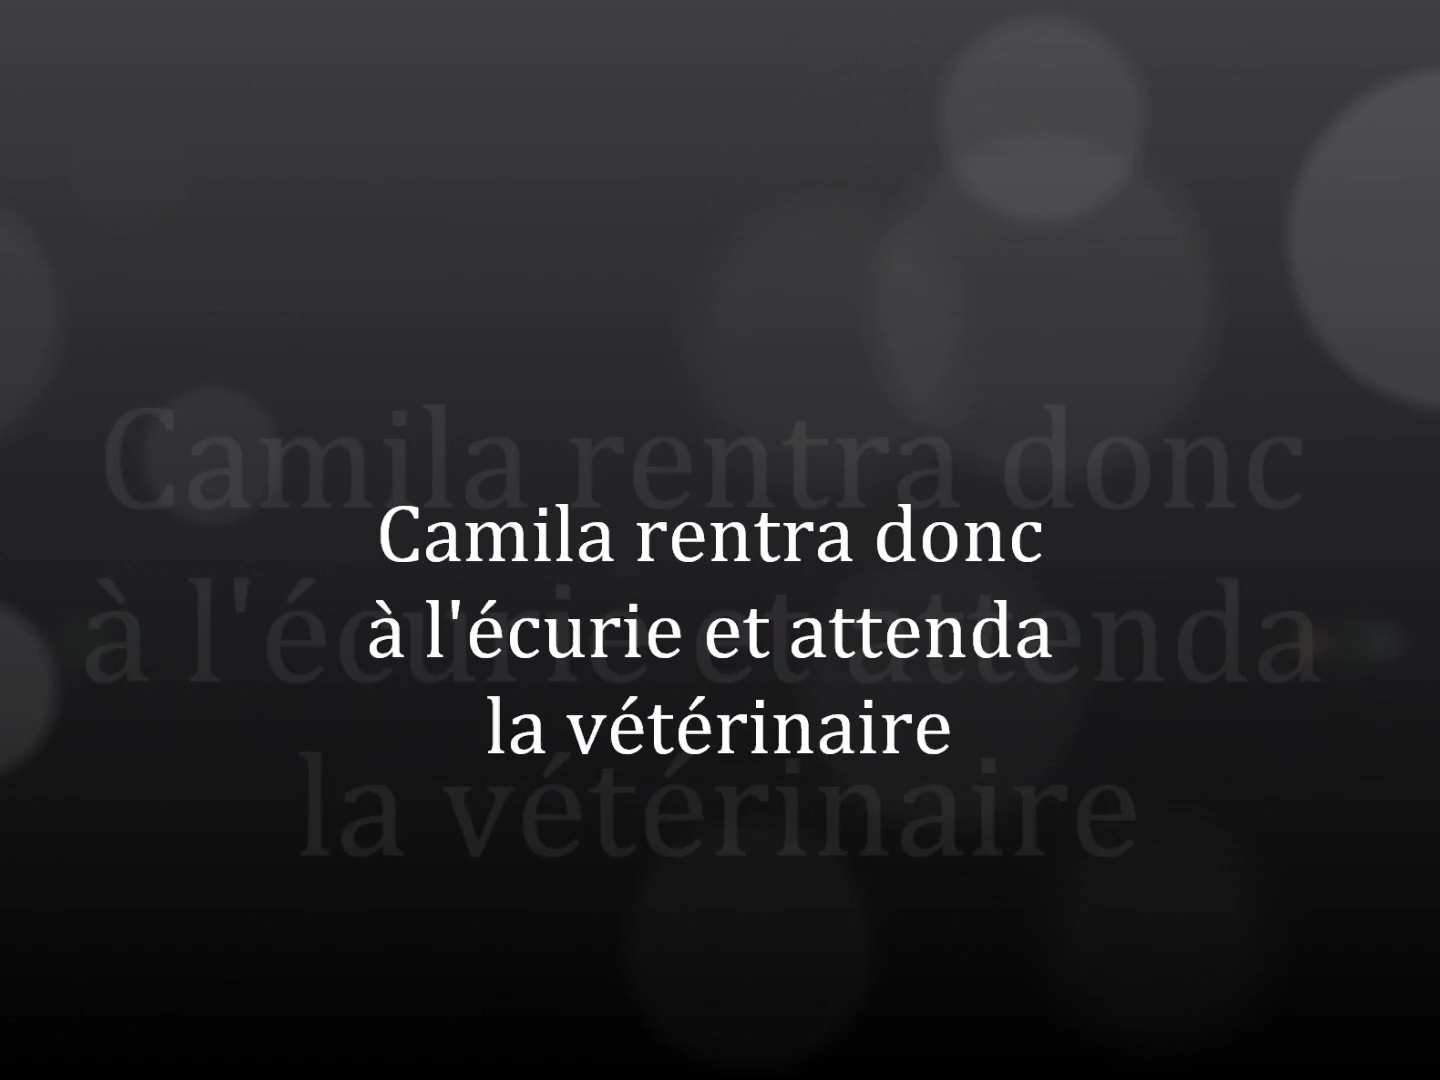 Camila rentra donc
à l'écurie et attenda
la vétérinaire